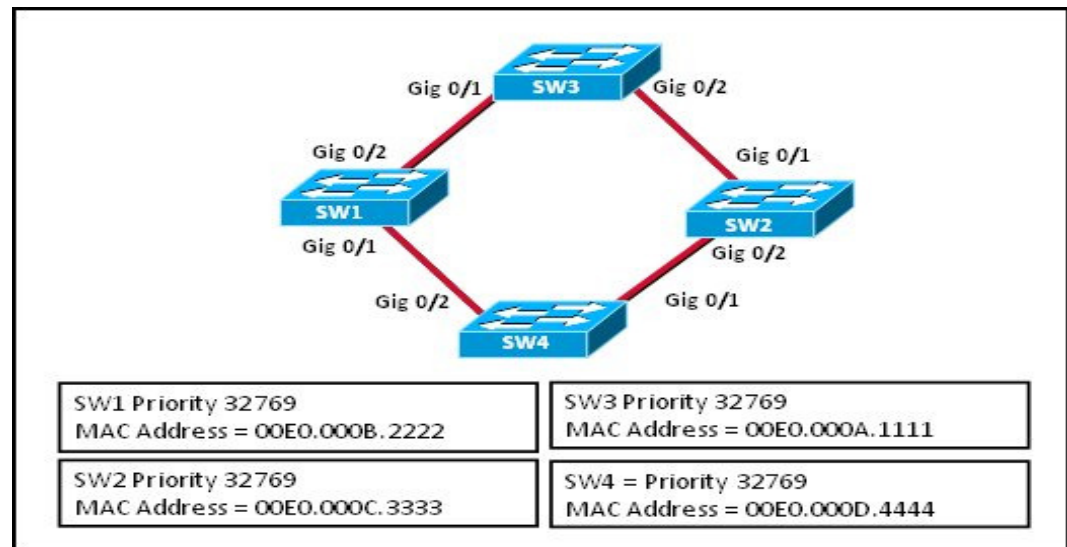 Gig 0/1
SW3
Gig 0/2
Gig 0/2
Gig 0/1
SW1
SW2
Gig 0/1
Gig 0/2
Gig 0/2
Gig 0/1
SW4
SW1 Priority 32769
MAC Address = 00E0.000B.2222
SW3 Priority 32769
MAC Address = 00E0.000A.1111
SW2 Priority 32769
MAC Address = 00E0.000C.3333
SW4 = Priority 32769
MAC Address = 00E0.000D.4444